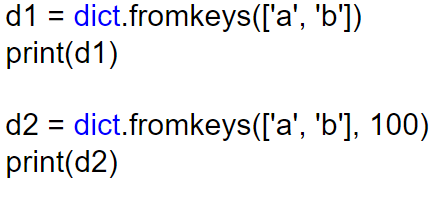 d1 = dict.fromkeys(['a', 'b'])
print(d1)
d2 = dict.fromkeys(['a', 'b'], 100)
print(d2)